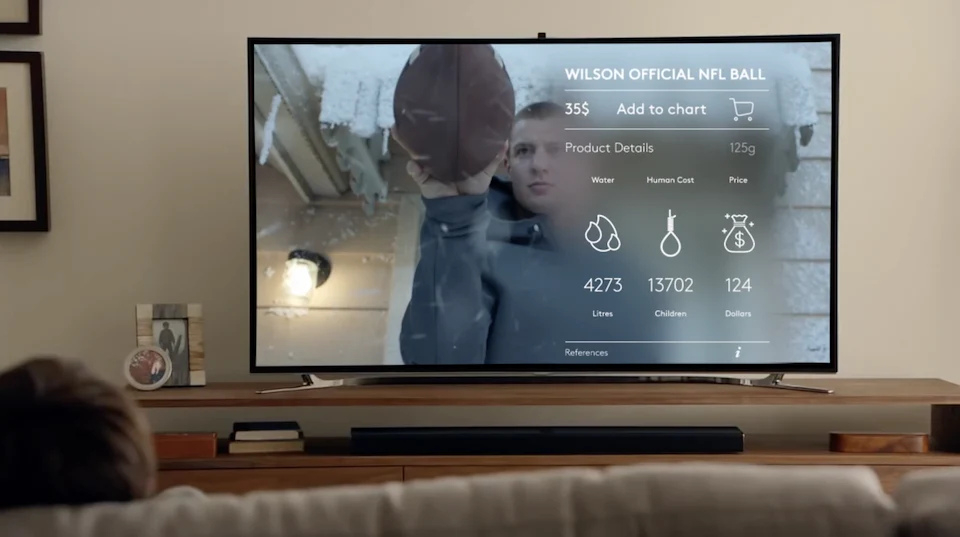 WILSON OFFICIAL NFL BALL
35$ Add to chart
Product Details 125g
Water Human Cost Price
$
4273 13702 124
Litres Children Dollars
References i